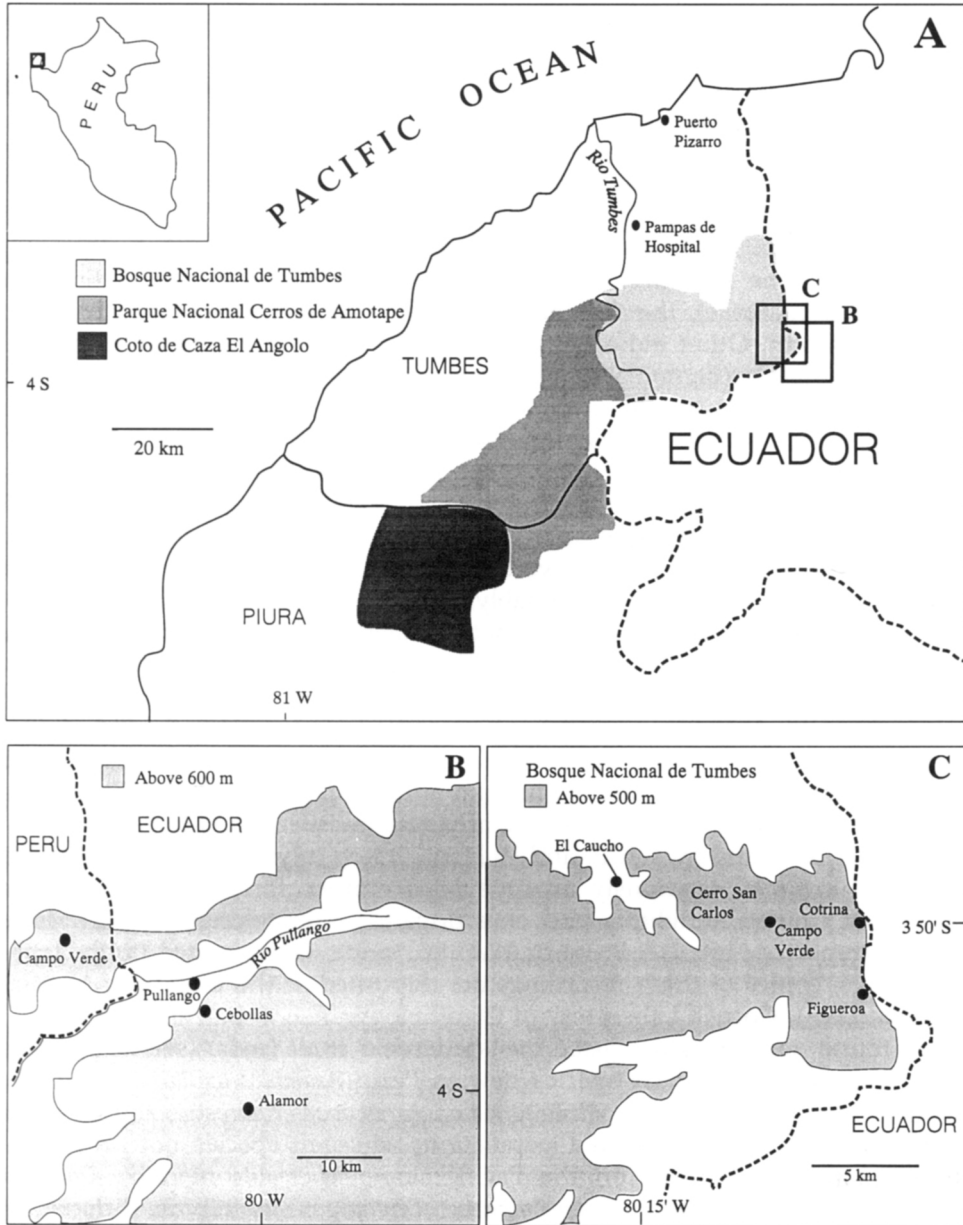 A
PERU
PACIFIC OCEAN
Puerto
Pizarro
Rio Tumbes
Pampas de
Hospital
Bosque Nacional de Tumbes
Parque Nacional Cerros de Amotape
Coto de Caza El Angolo
C
B
TUMBES
4 S
20 km
ECUADOR
PIURA
81 W
B
Above 600 m
ECUADOR
PERU
Campo Verde
Rio Pullango
Pullango
Cebollas
4 S
Alamor
10 km
80 W
C
Bosque Nacional de Tumbes
Above 500 m
El Caucho
Cerro San
Carlos
Cotrina
Campo
Verde
3 50' S
Figueroa
ECUADOR
5 km
80 15' W